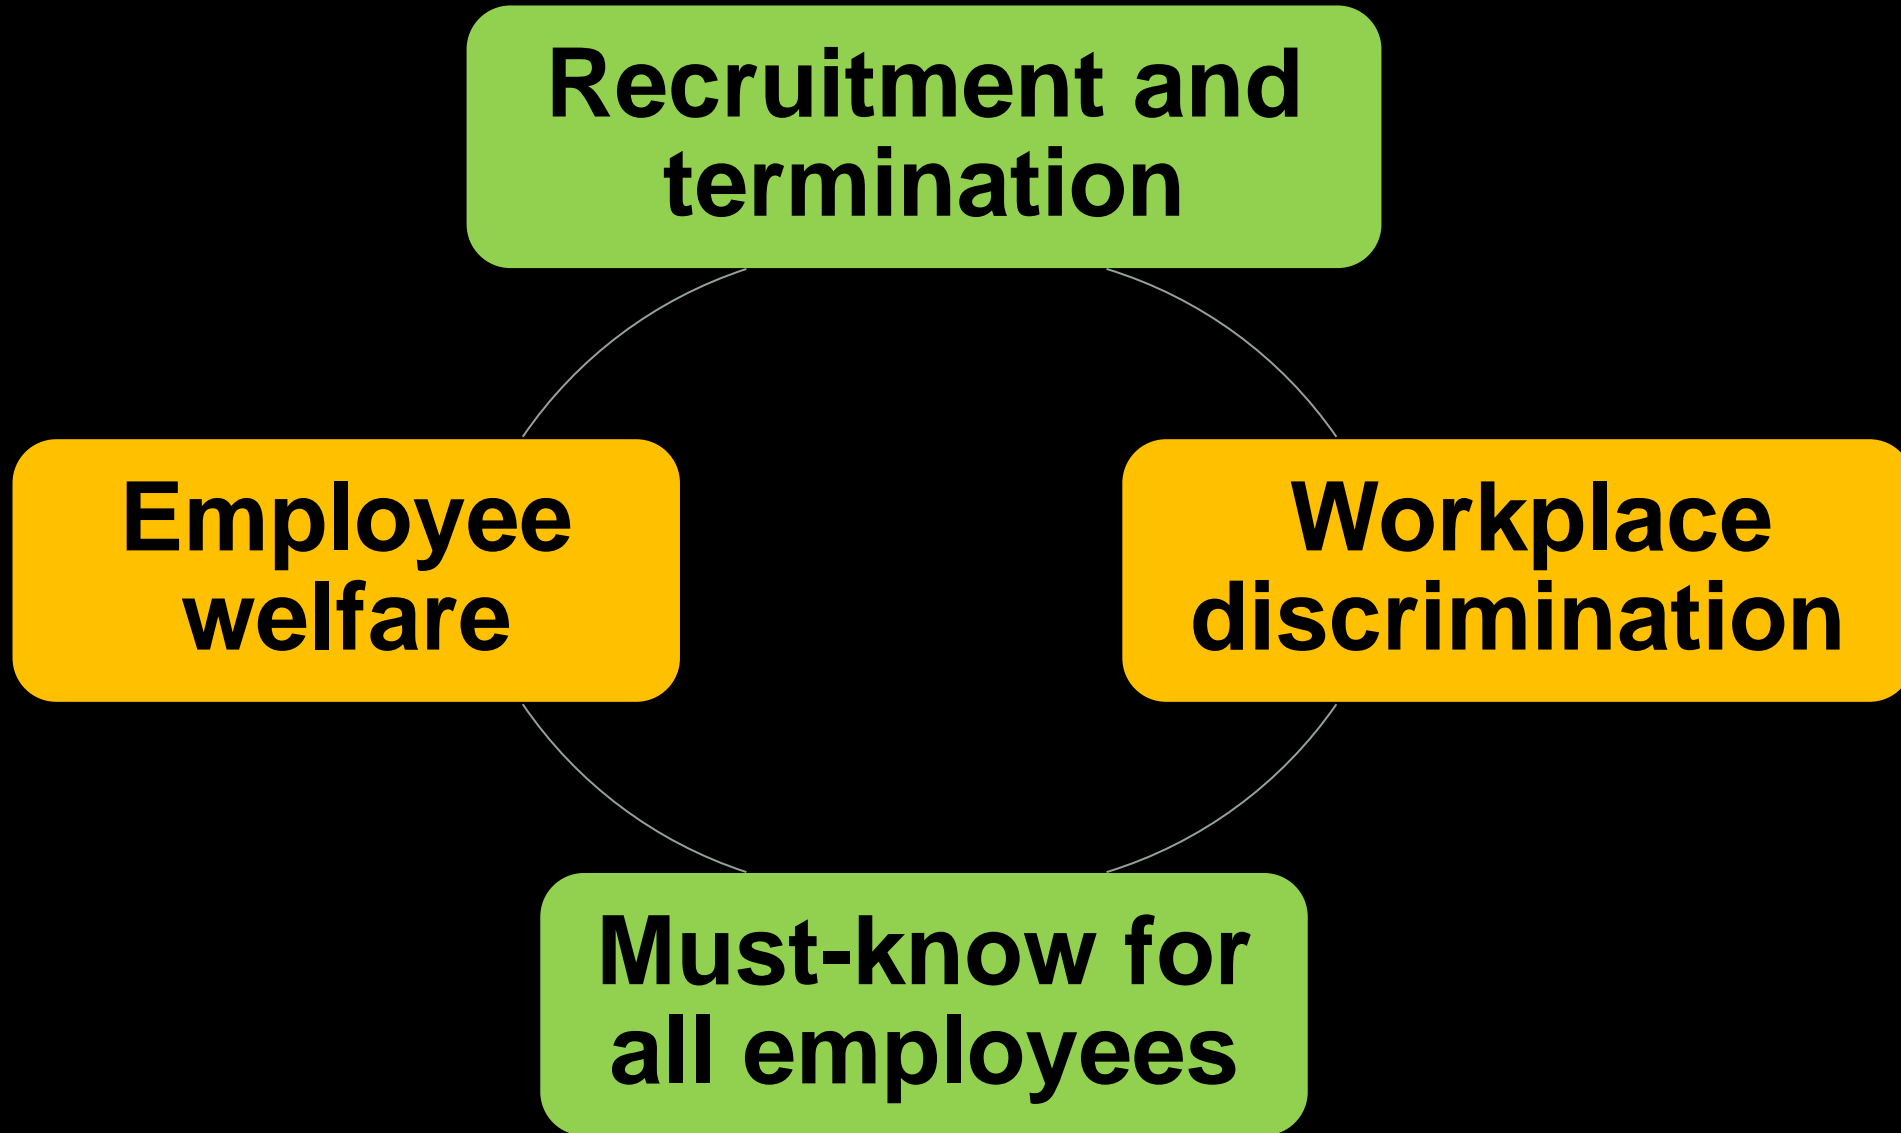 Recruitment and
termination
Employee
welfare
Workplace
discrimination
Must-know for
all employees